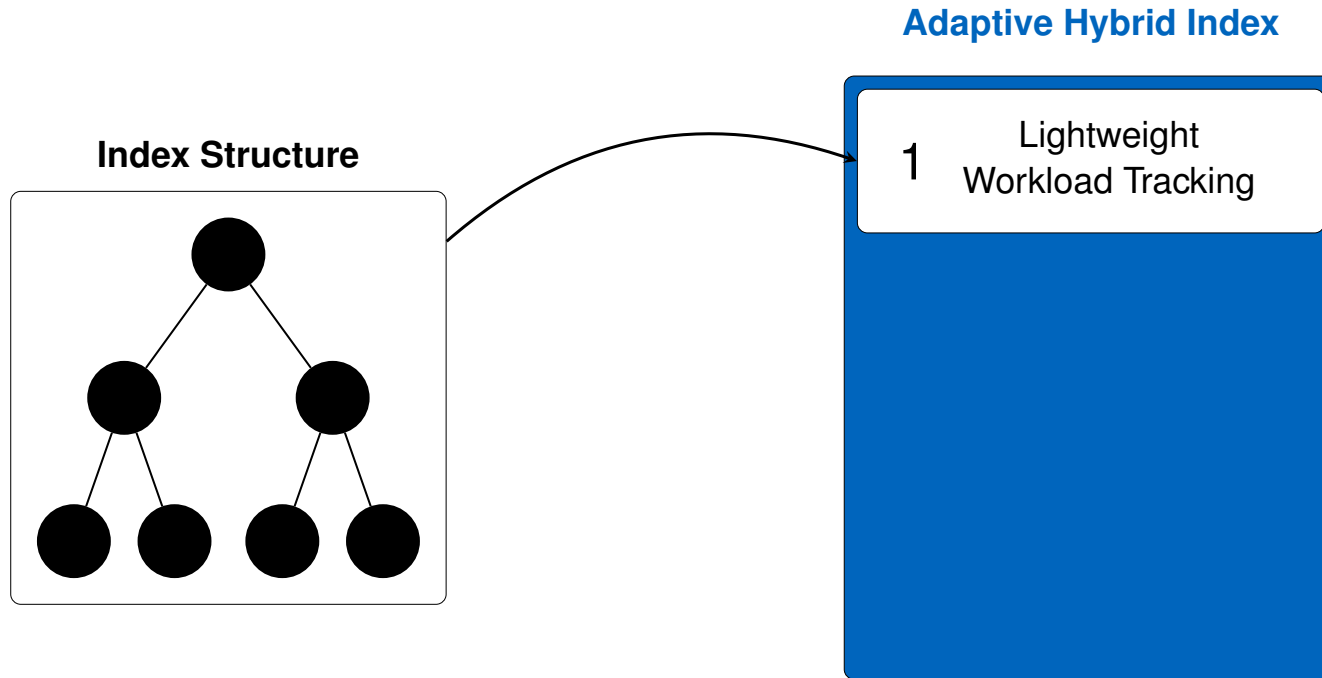 Adaptive Hybrid Index
Index Structure
1
Lightweight
Workload Tracking